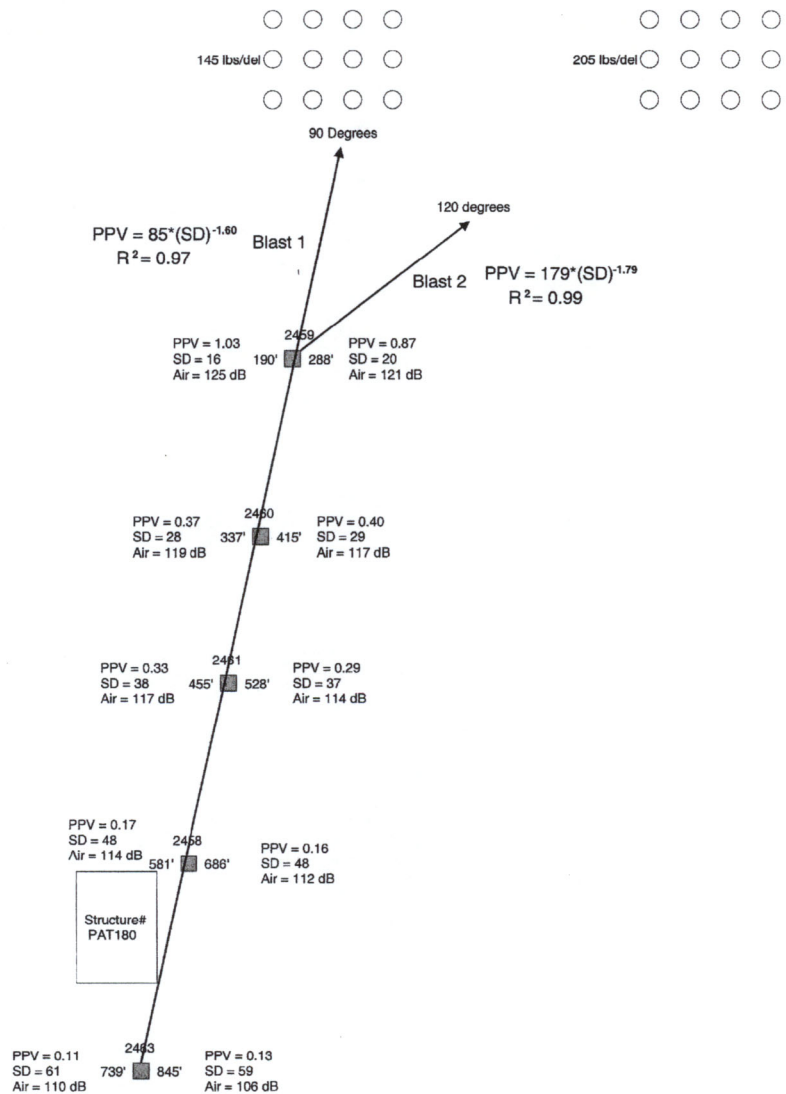 145 lbs/del
205 lbs/del
90 Degrees
120 degrees
PPV = 85*(SD)-1.60
R2 = 0.97
Blast 1
Blast 2
PPV = 179*(SD)-1.79
R2 = 0.99
2459
PPV = 1.03
SD = 16
Air = 125 dB
190'
288'
PPV = 0.87
SD = 20
Air = 121 dB
2460
PPV = 0.37
SD = 28
Air = 119 dB
337'
415'
PPV = 0.40
SD = 29
Air = 117 dB
2461
PPV = 0.33
SD = 38
Air = 117 dB
455'
528'
PPV = 0.29
SD = 37
Air = 114 dB
2458
PPV = 0.17
SD = 48
Air = 114 dB
581'
686'
PPV = 0.16
SD = 48
Air = 112 dB
Structure#
PAT180
PPV = 0.11
SD = 61
Air = 110 dB
739'
845'
PPV = 0.13
SD = 59
Air = 106 dB